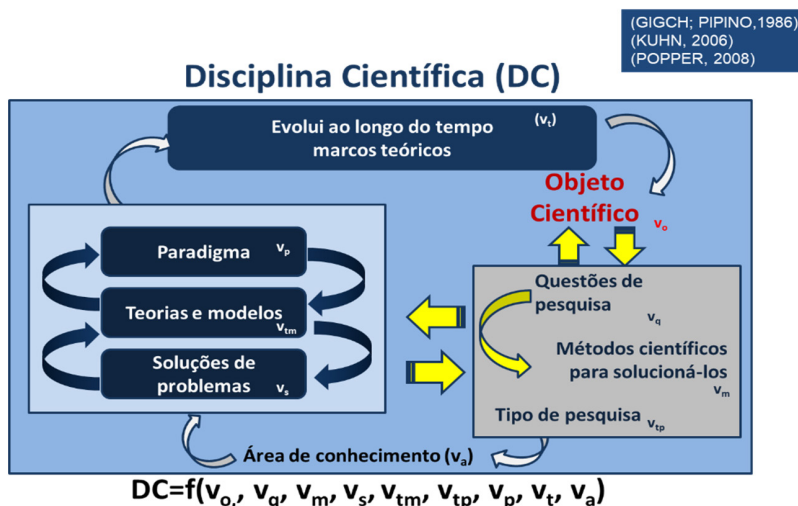 (GIGCH; PIPINO,1986)
(KUHN, 2006)
(POPPER, 2008)
Disciplina Científica (DC)
Evolui ao longo do tempo (vt)
marcos teóricos
Objeto
Científico vo
Paradigma vp
Teorias e modelos vtm
Soluções de
problemas vs
Questões de
pesquisa vq
Métodos científicos
para solucioná-los
vm
Tipo de pesquisa vtp
Área de conhecimento (va)
DC=f(vo,, vq, vm, vs, vtm, vtp, vp, vt, va)